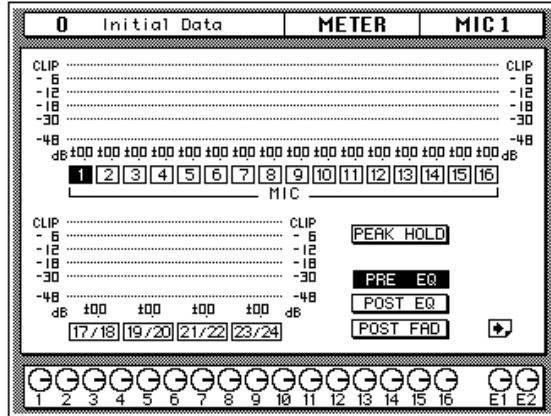 0 Initial Data METER MIC 1
CLIP CLIP
- 6 - 6
-12 -12
-18 -18
-30 -30
-48 -48
dB ±00 ±00 ±00 ±00 ±00 ±00 ±00 ±00 ±00 ±00 ±00 ±00 ±00 ±00 ±00 ±00 dB
1 2 3 4 5 6 7 8 9 10 11 12 13 14 15 16
MIC
CLIP CLIP
- 6 - 6
-12 -12
-18 -18
-30 -30
-48 -48
dB ±00 ±00 ±00 ±00 dB
17/18 19/20 21/22 23/24
PEAK HOLD
PRE EQ
POST EQ
POST FAD
1 2 3 4 5 6 7 8 9 10 11 12 13 14 15 16 E1 E2